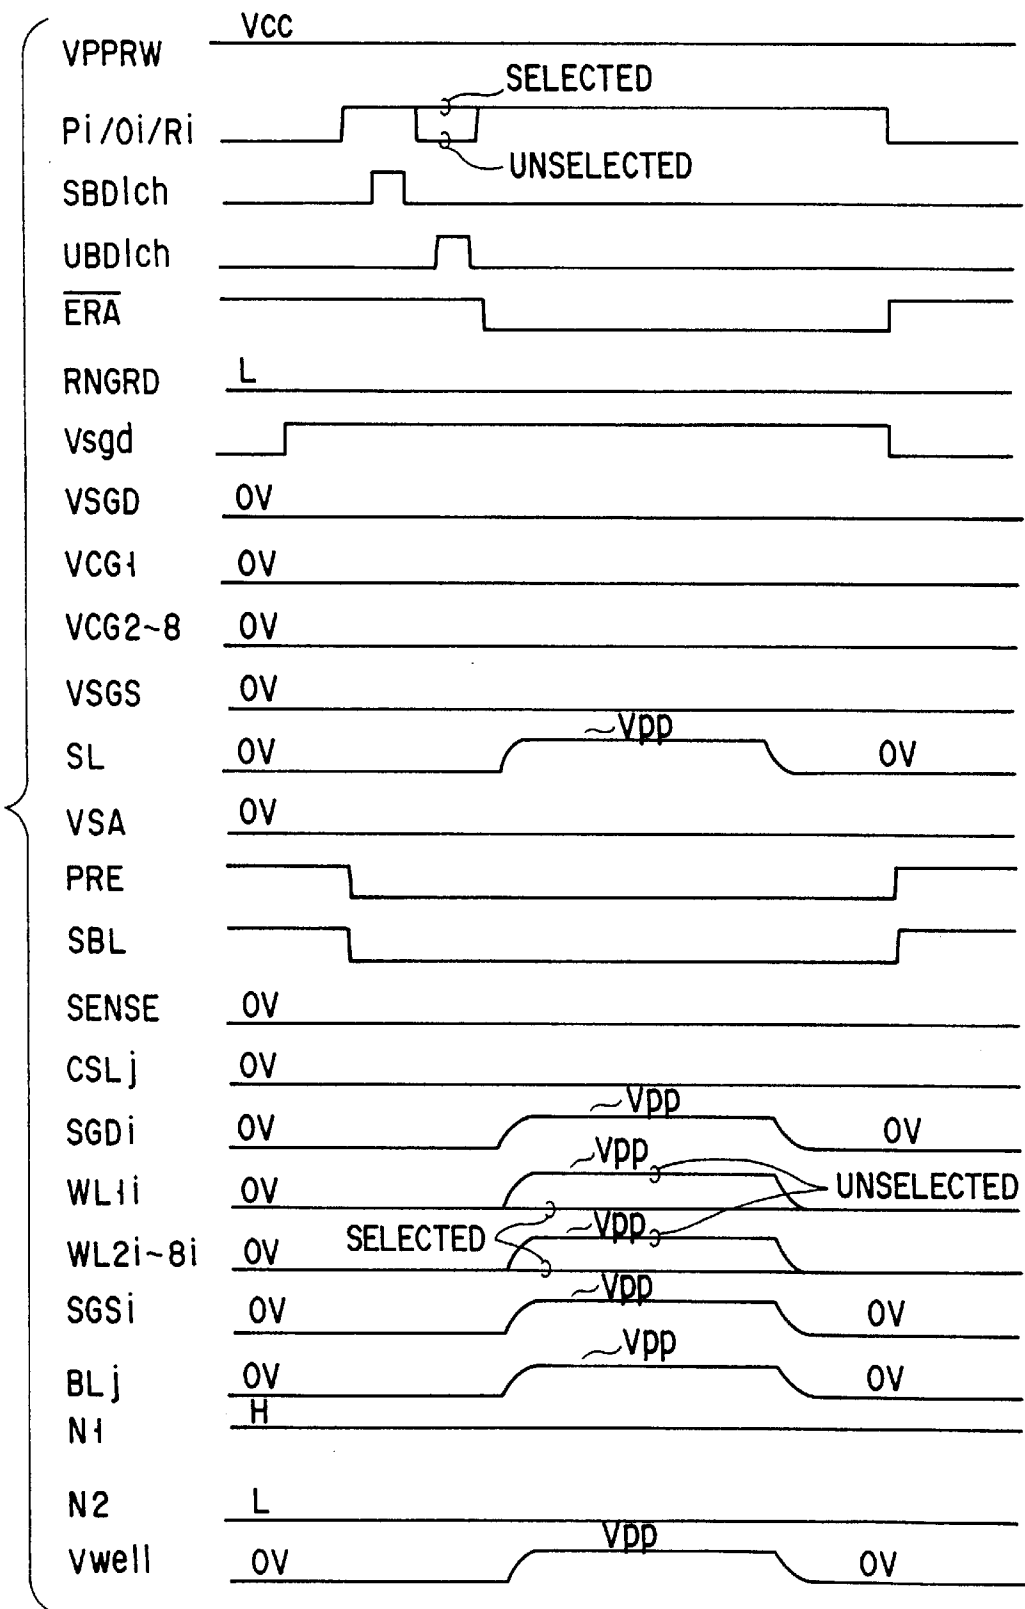 VPPRW VCC
SELECTED
Pi/Oi/Ri
UNSELECTED
SBDlch
UBDlch
ERA
RNGRD L
Vsgd
VSGD 0V
VCG1 0V
VCG2~8 0V
VSGS 0V
SL 0V ~Vpp 0V
VSA 0V
PRE
SBL
SENSE 0V
CSLj 0V
SGDi 0V ~Vpp 0V
WL1i 0V ~Vpp UNSELECTED
WL2i~8i 0V SELECTED ~Vpp
SGSi 0V ~Vpp 0V
BLj 0V ~Vpp 0V
N1 H
N2 L
Vwell 0V Vpp 0V